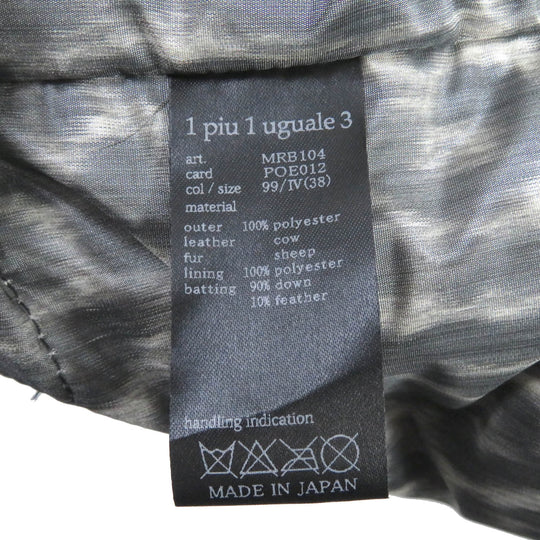 1 piu 1 uguale 3
art. MRB104
card POE012
col / size 99/IV(38)
material
outer 100% polyester
leather cow
fur sheep
lining 100% polyester
batting 90% down
10% feather
handling indication
MADE IN JAPAN